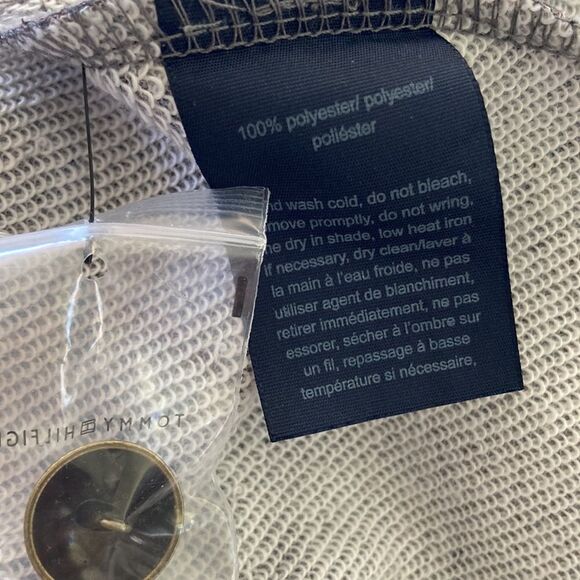 100% polyester/ polyester/
poliéster
wash cold, do not bleach,
promptly, do not wring,
dry in shade, low heat iron
If necessary, dry clean/laver à
la main à l'eau froide, ne pas
utiliser agent de blanchiment,
retirer immédiatement, ne pas
essorer, sécher à l'ombre sur
un fil, repassage à basse
température si nécessaire,
TOMMY HILFIG